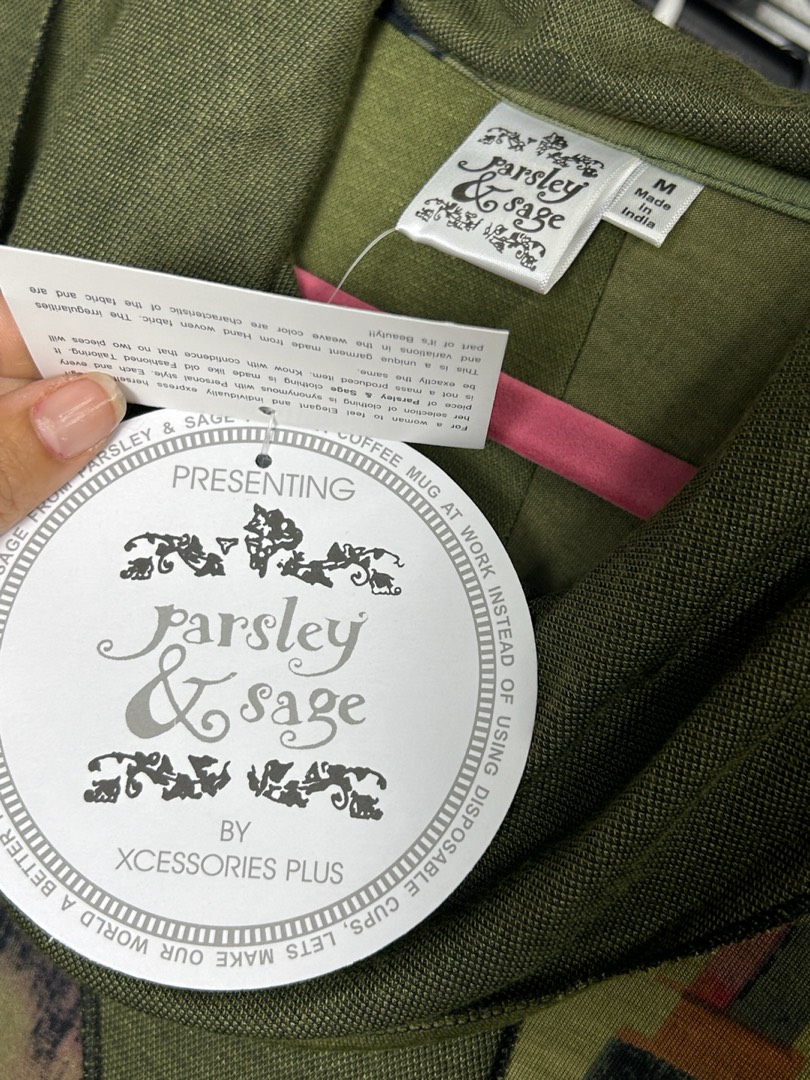 parsley
& sage
M
Made
in
India
For a woman to feel Elegant and Individually express herself
her selection of clothing is synonymous with Personal style. Each and every
piece of Parsley & Sage clothing is made like old Fashioned Tailoring. It
is not a mass produced item. Know with confidence that no two pieces will
be exactly the same.
This is a unique garment made from Hand woven fabric. The Irregularities
and variations in the weave color are characteristic of the fabric and are
part of it's Beauty!!
FROM PARSLEY & SAGE COFFEE MUG AT WORK INSTEAD OF USING DISPOSABLE CUPS, LETS MAKE OUR WORLD A BETTER
PRESENTING
parsley
& sage
BY
XCESSORIES PLUS